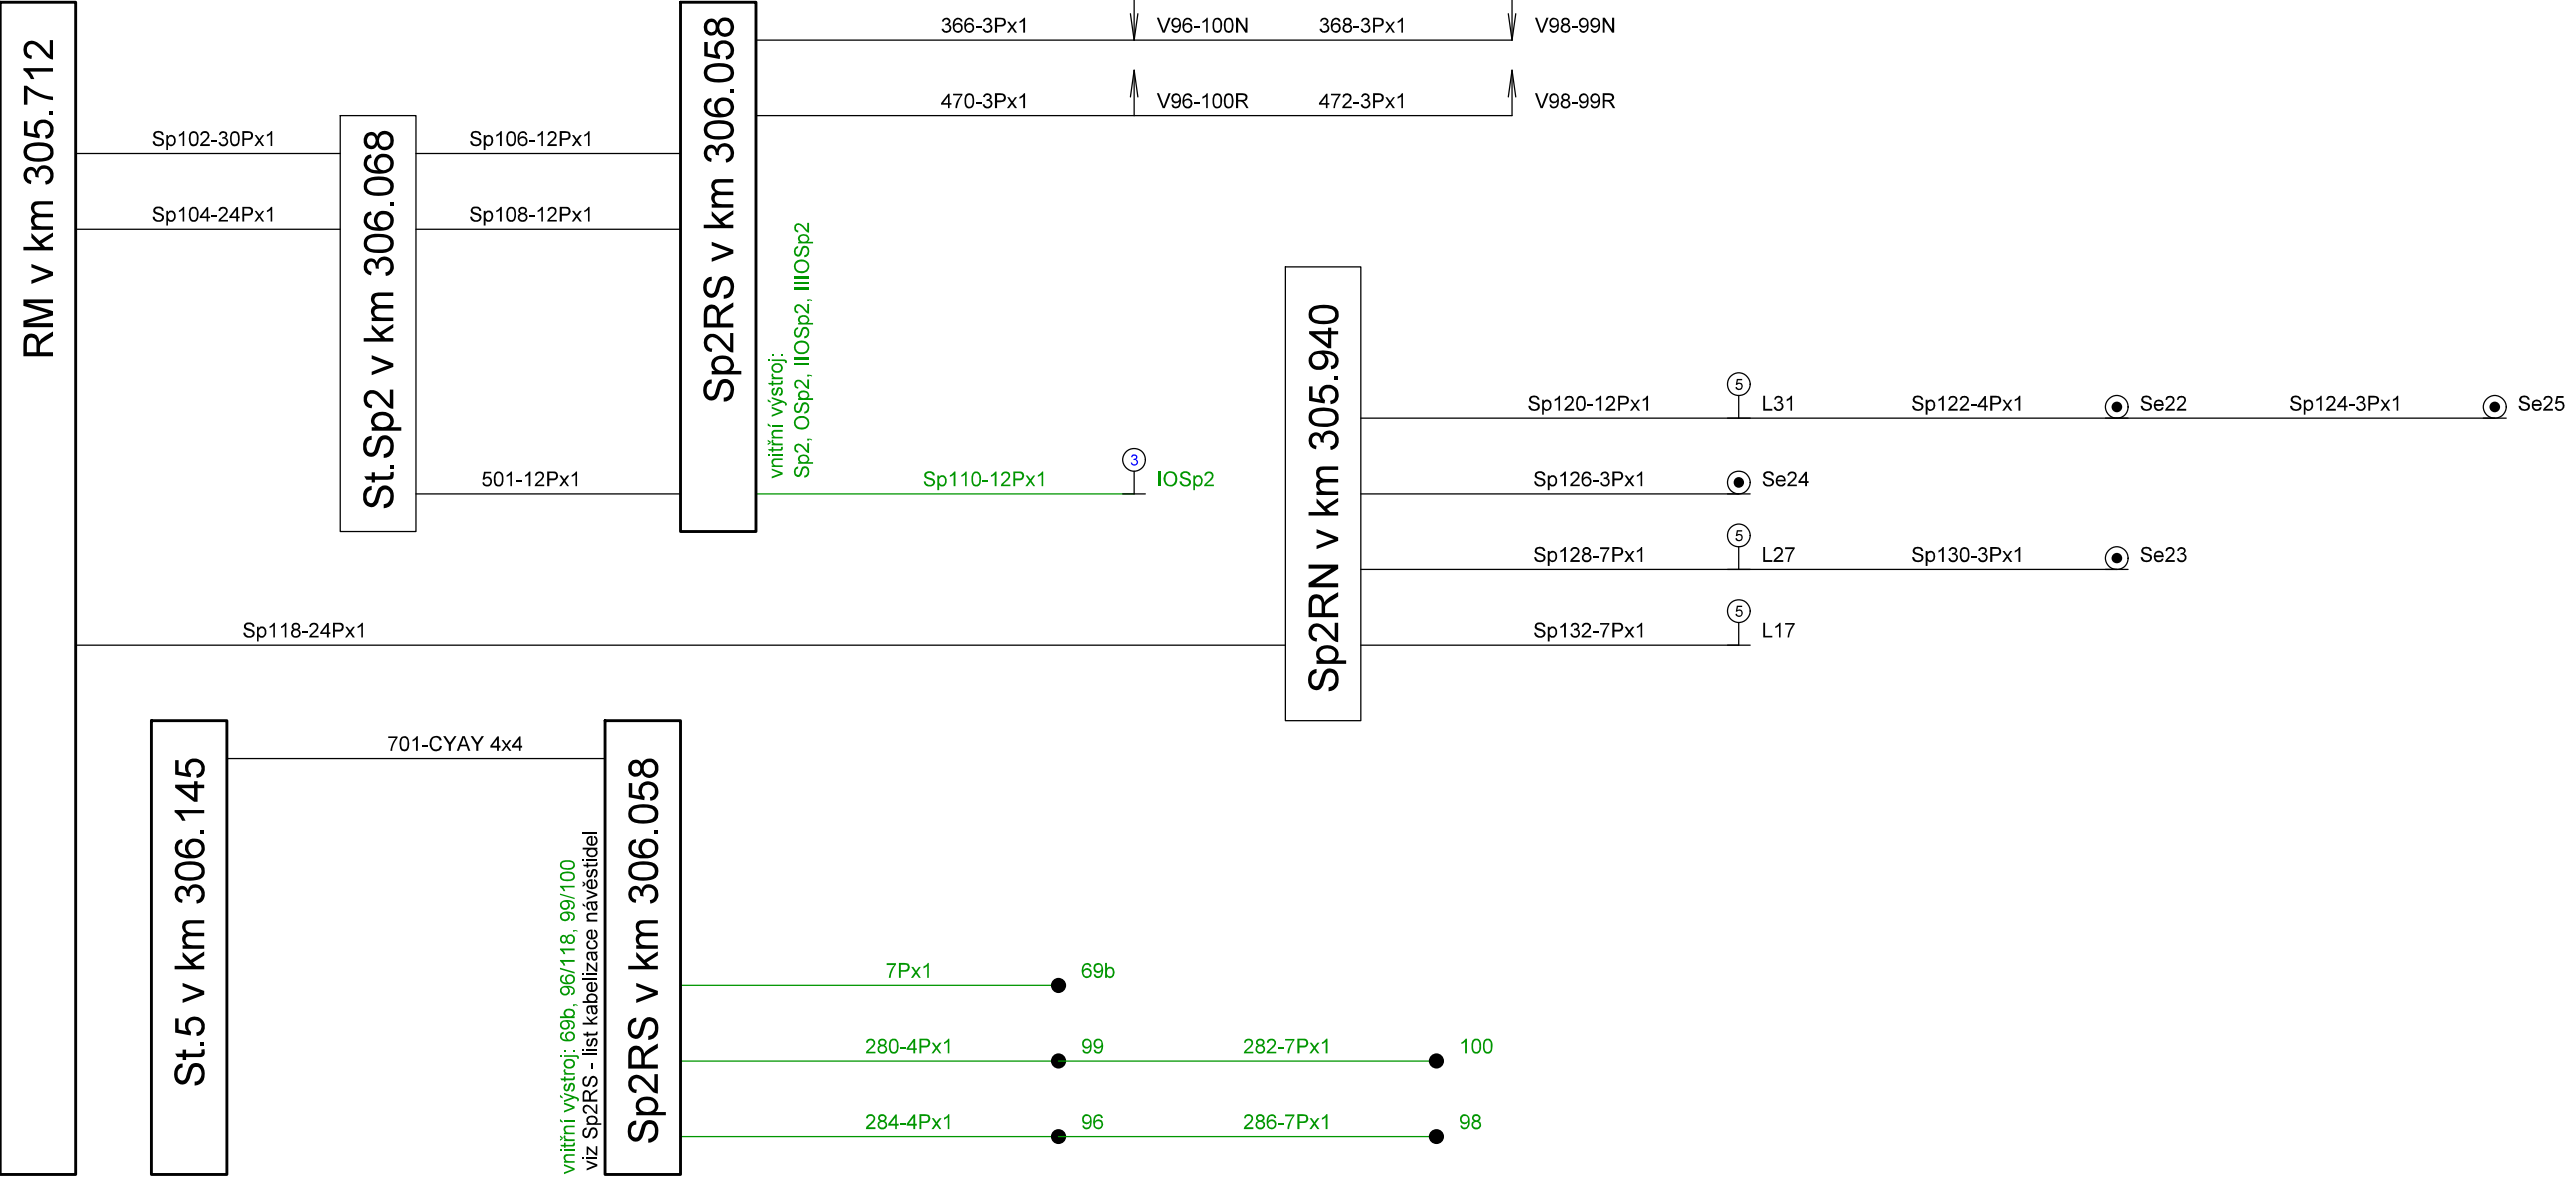 RM v km 305.712
Sp102-30Px1
Sp104-24Px1
St.Sp2 v km 306.068
Sp106-12Px1
Sp108-12Px1
501-12Px1
Sp2RS v km 306.058
366-3Px1 V96-100N 368-3Px1 V98-99N
470-3Px1 V96-100R 472-3Px1 V98-99R
vnitřní výstroj:
Sp2, OSp2, IIOSp2, IIIOSp2
Sp110-12Px1 3 IOSp2
Sp118-24Px1
Sp2RN v km 305.940
Sp120-12Px1 5 L31 Sp122-4Px1 Se22 Sp124-3Px1 Se25
Sp126-3Px1 Se24
Sp128-7Px1 5 L27 Sp130-3Px1 Se23
Sp132-7Px1 5 L17
St.5 v km 306.145
701-CYAY 4x4
vnitřní výstroj: 69b, 96/118, 99/100
viz Sp2RS - list kabelizace návěstidel
Sp2RS v km 306.058
7Px1 69b
280-4Px1 99 282-7Px1 100
284-4Px1 96 286-7Px1 98